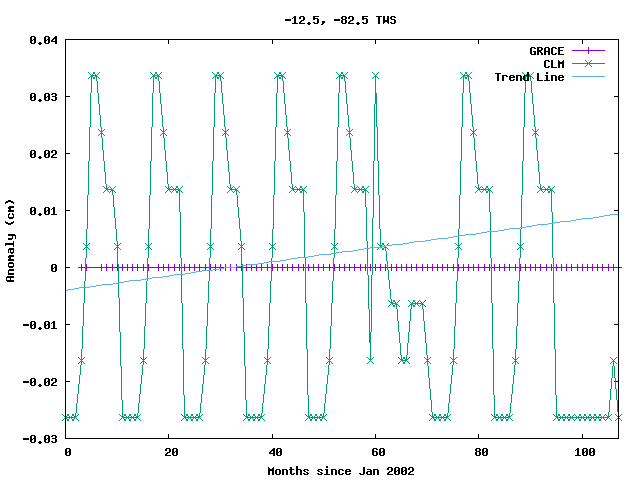 -12.5, -82.5 TWS
GRACE
CLM
Trend Line
0.04
0.03
0.02
0.01
0
-0.01
-0.02
-0.03
Anomaly (cm)
0 20 40 60 80 100
Months since Jan 2002